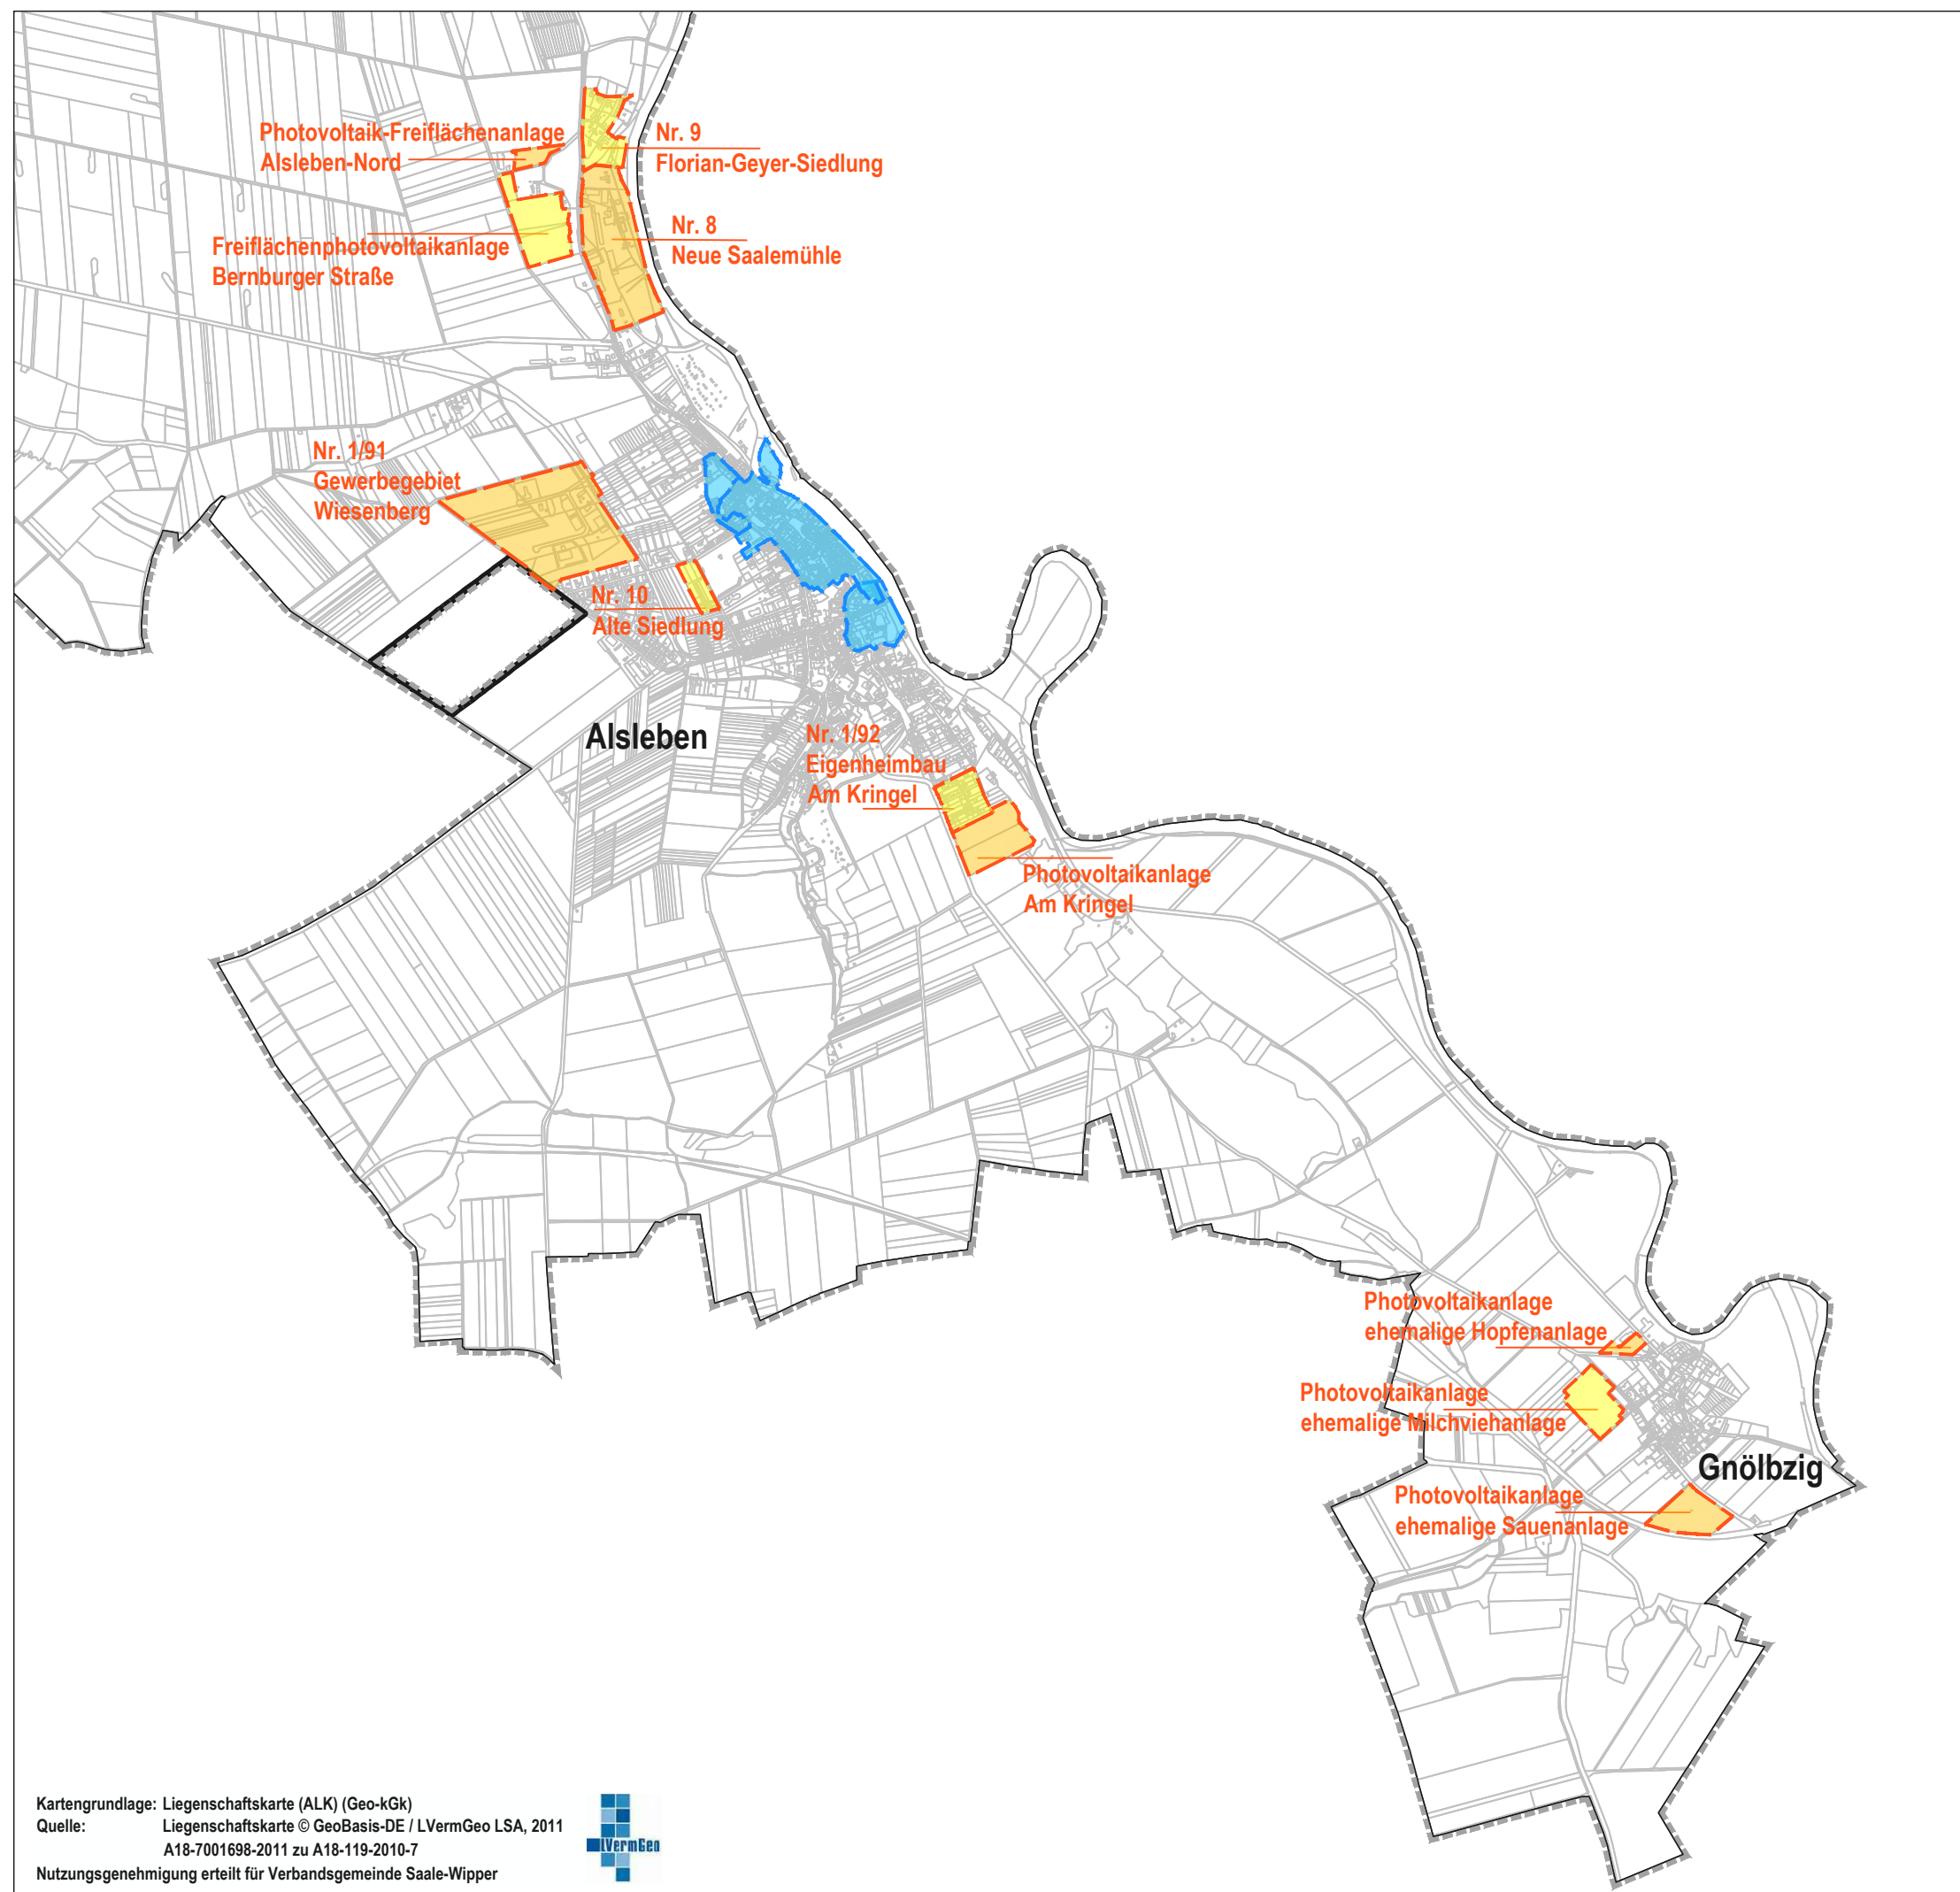 Photovoltaik-Freiflächenanlage
Alsleben-Nord
Nr. 9
Florian-Geyer-Siedlung
Nr. 8
Neue Saalemühle
Freiflächenphotovoltaikanlage
Bernburger Straße
Nr. 1/91
Gewerbegebiet
Wiesenberg
Nr. 10
Alte Siedlung
Alsleben
Nr. 1/92
Eigenheimbau
Am Kringel
Photovoltaikanlage
Am Kringel
Photovoltaikanlage
ehemalige Hopfenanlage
Photovoltaikanlage
ehemalige Milchviehanlage
Gnölbzig
Photovoltaikanlage
ehemalige Sauenanlage
Kartengrundlage: Liegenschaftskarte (ALK) (Geo-kGk)
Quelle: Liegenschaftskarte © GeoBasis-DE / LVermGeo LSA, 2011
A18-7001698-2011 zu A18-119-2010-7
Nutzungsgenehmigung erteilt für Verbandsgemeinde Saale-Wipper
LVermGeo